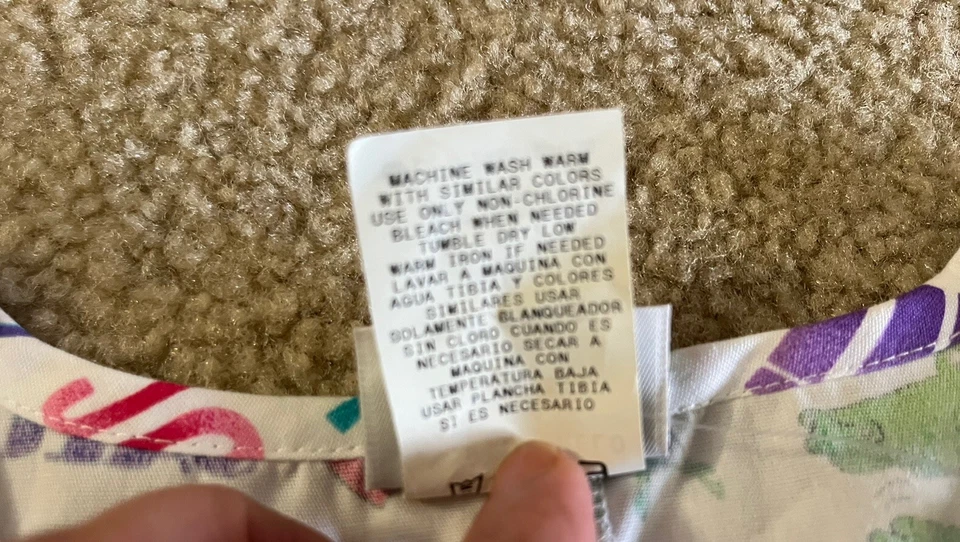 MACHINE WASH WARM
WITH SIMILAR COLORS
USE ONLY NON-CHLORINE
BLEACH WHEN NEEDED
TUMBLE DRY LOW
WARM IRON IF NEEDED
LAVAR A MAQUINA CON
AGUA TIBIA Y COLORES
SIMILARES USAR
SOLAMENTE BLANQUEADOR
SIN CLORO CUANDO ES
NECESARIO SECAR A
MAQUINA CON
TEMPERATURA BAJA
USAR PLANCHA TIBIA
SI ES NECESARIO